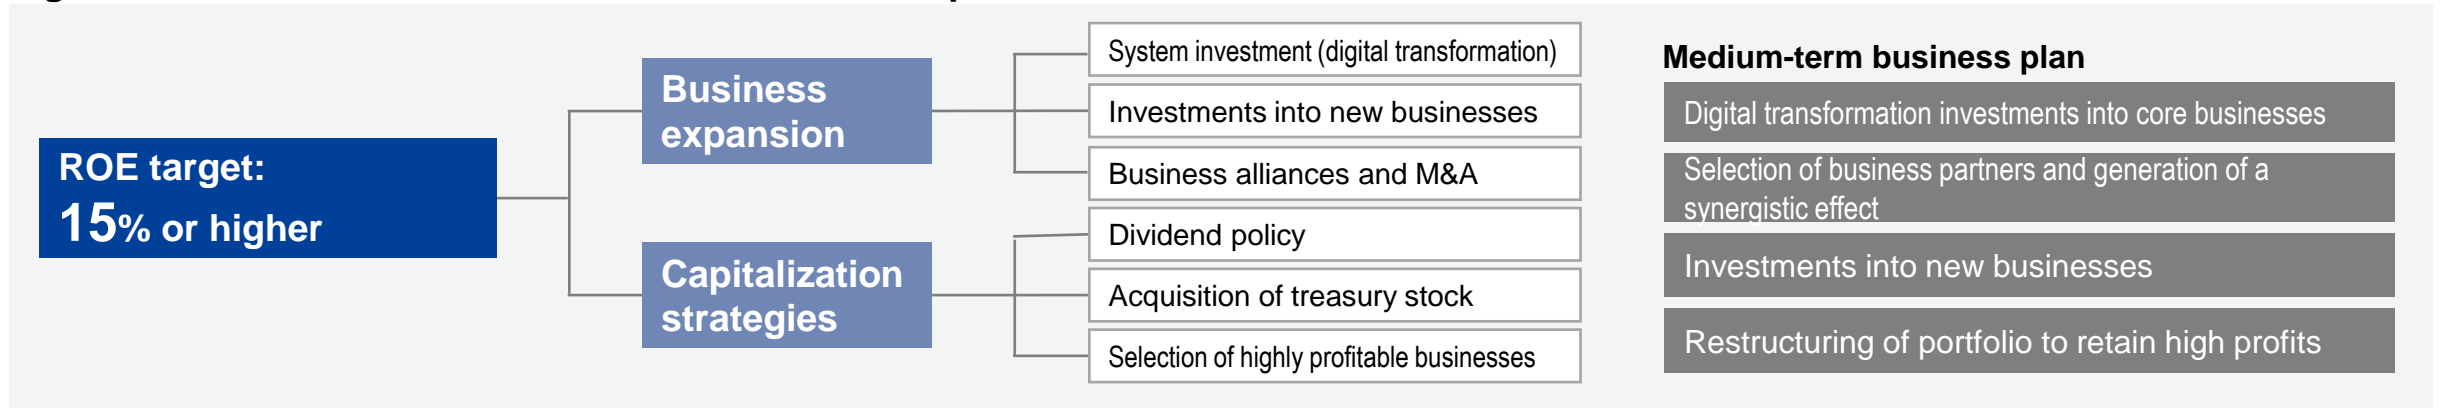 ROE target:
15% or higher
Business
expansion
Capitalization
strategies
System investment (digital transformation)
Investments into new businesses
Business alliances and M&A
Dividend policy
Acquisition of treasury stock
Selection of highly profitable businesses
Medium-term business plan
Digital transformation investments into core businesses
Selection of business partners and generation of a
synergistic effect
Investments into new businesses
Restructuring of portfolio to retain high profits